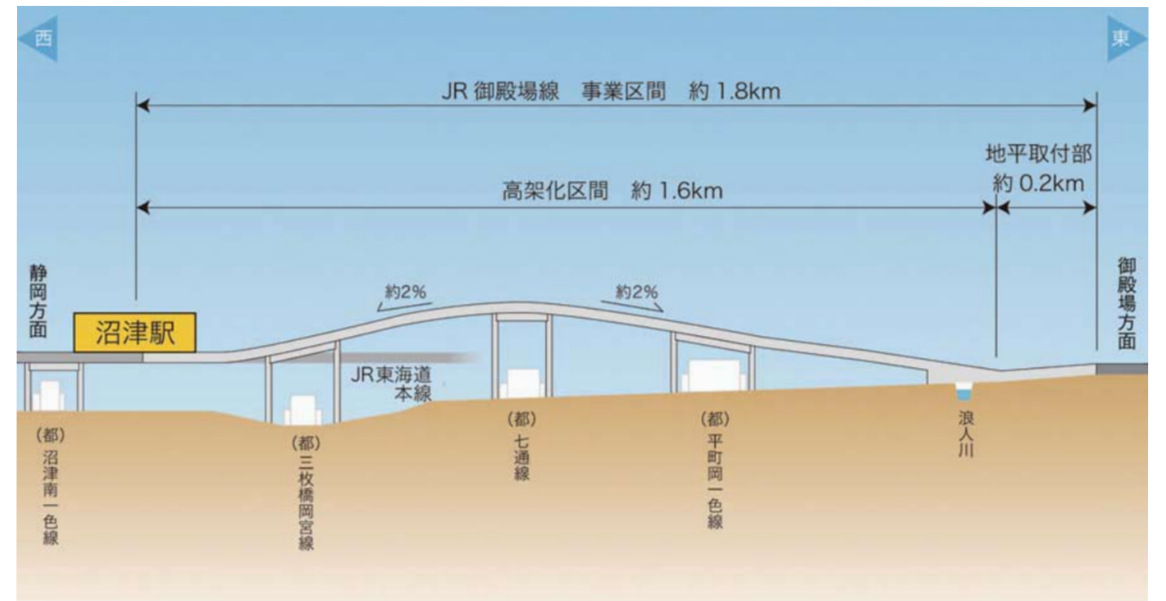 西
東
JR 御殿場線　事業区間　約 1.8km
地平取付部
約 0.2km
高架化区間　約 1.6km
静岡方面
御殿場方面
約2%
約2%
沼津駅
JR東海道
本線
(都)沼津南一色線
(都)三枚橋岡宮線
(都)七通線
(都)平町岡一色線
浪人川